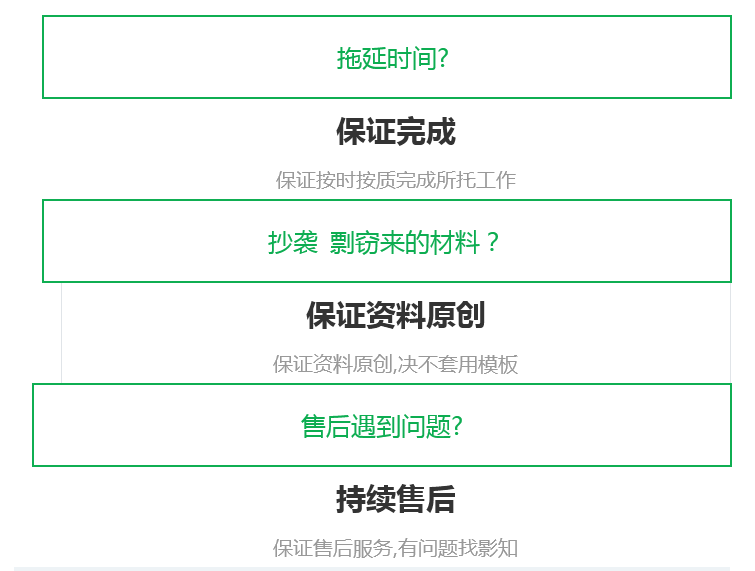 拖延时间?
保证完成
保证按时按质完成所托工作
抄袭 剽窃来的材料？
保证资料原创
保证资料原创,决不套用模板
售后遇到问题?
持续售后
保证售后服务,有问题找影知